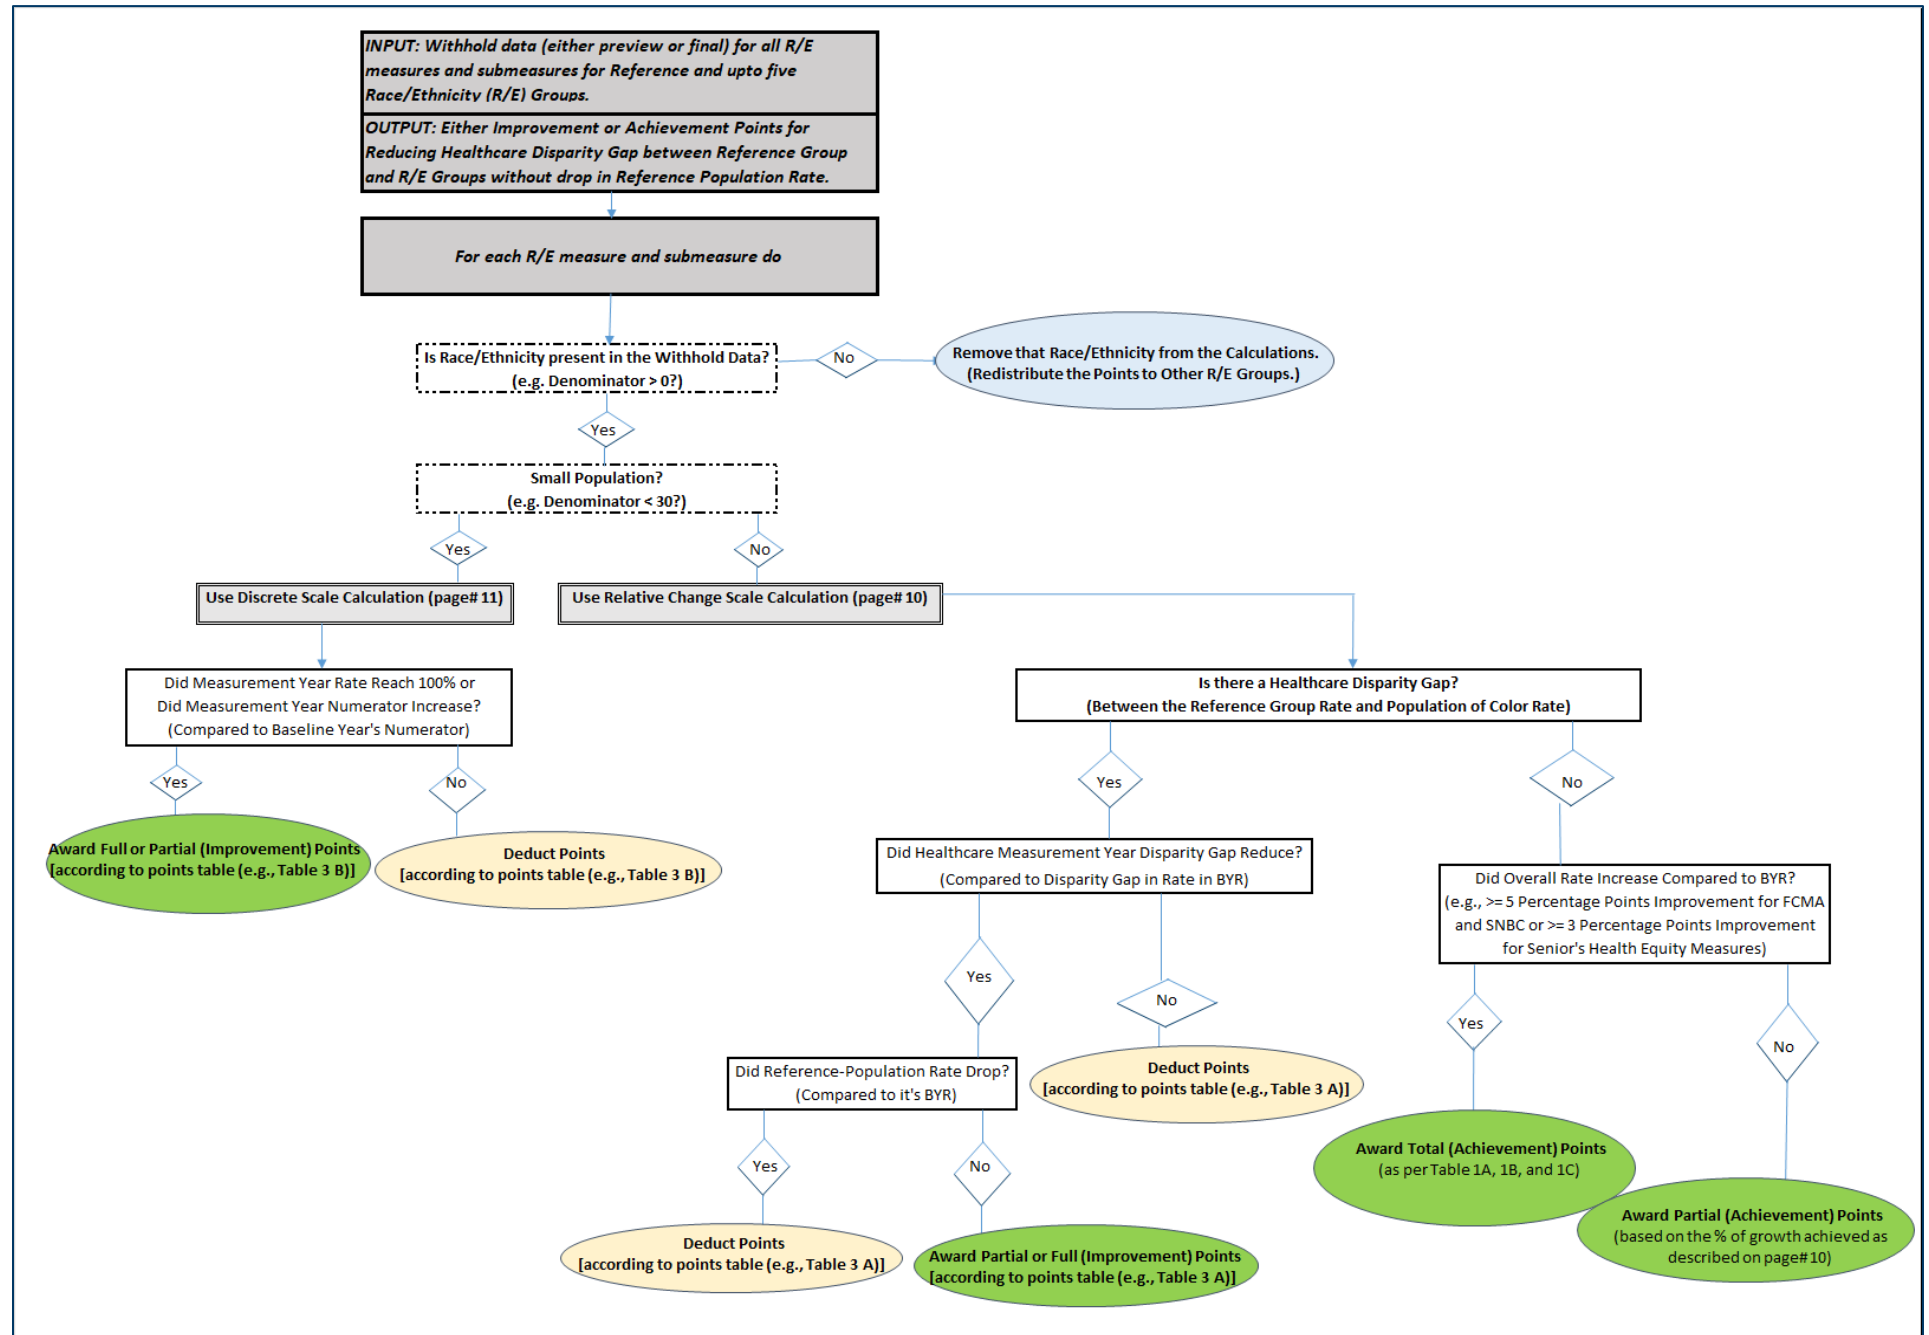 INPUT: Withhold data (either preview or final) for all R/E
measures and submeasures for Reference and upto five
Race/Ethnicity (R/E) Groups.
OUTPUT: Either Improvement or Achievement Points for
Reducing Healthcare Disparity Gap between Reference Group
and R/E Groups without drop in Reference Population Rate.
For each R/E measure and submeasure do
Is Race/Ethnicity present in the Withhold Data?
(e.g. Denominator > 0?)
No
Remove that Race/Ethnicity from the Calculations.
(Redistribute the Points to Other R/E Groups.)
Yes
Small Population?
(e.g. Denominator < 30?)
Yes
No
Use Discrete Scale Calculation (page# 11)
Use Relative Change Scale Calculation (page# 10)
Did Measurement Year Rate Reach 100% or
Did Measurement Year Numerator Increase?
(Compared to Baseline Year's Numerator)
Is there a Healthcare Disparity Gap?
(Between the Reference Group Rate and Population of Color Rate)
Yes
No
Yes
No
Award Full or Partial (Improvement) Points
[according to points table (e.g., Table 3 B)]
Deduct Points
[according to points table (e.g., Table 3 B)]
Did Healthcare Measurement Year Disparity Gap Reduce?
(Compared to Disparity Gap in Rate in BYR)
Did Overall Rate Increase Compared to BYR?
(e.g., >= 5 Percentage Points Improvement for FCMA
and SNBC or >= 3 Percentage Points Improvement
for Senior's Health Equity Measures)
Yes
No
Yes
No
Did Reference-Population Rate Drop?
(Compared to it's BYR)
Deduct Points
[according to points table (e.g., Table 3 A)]
Yes
No
Award Total (Achievement) Points
(as per Table 1A, 1B, and 1C)
Award Partial (Achievement) Points
(based on the % of growth achieved as
described on page# 10)
Deduct Points
[according to points table (e.g., Table 3 A)]
Award Partial or Full (Improvement) Points
[according to points table (e.g., Table 3 A)]